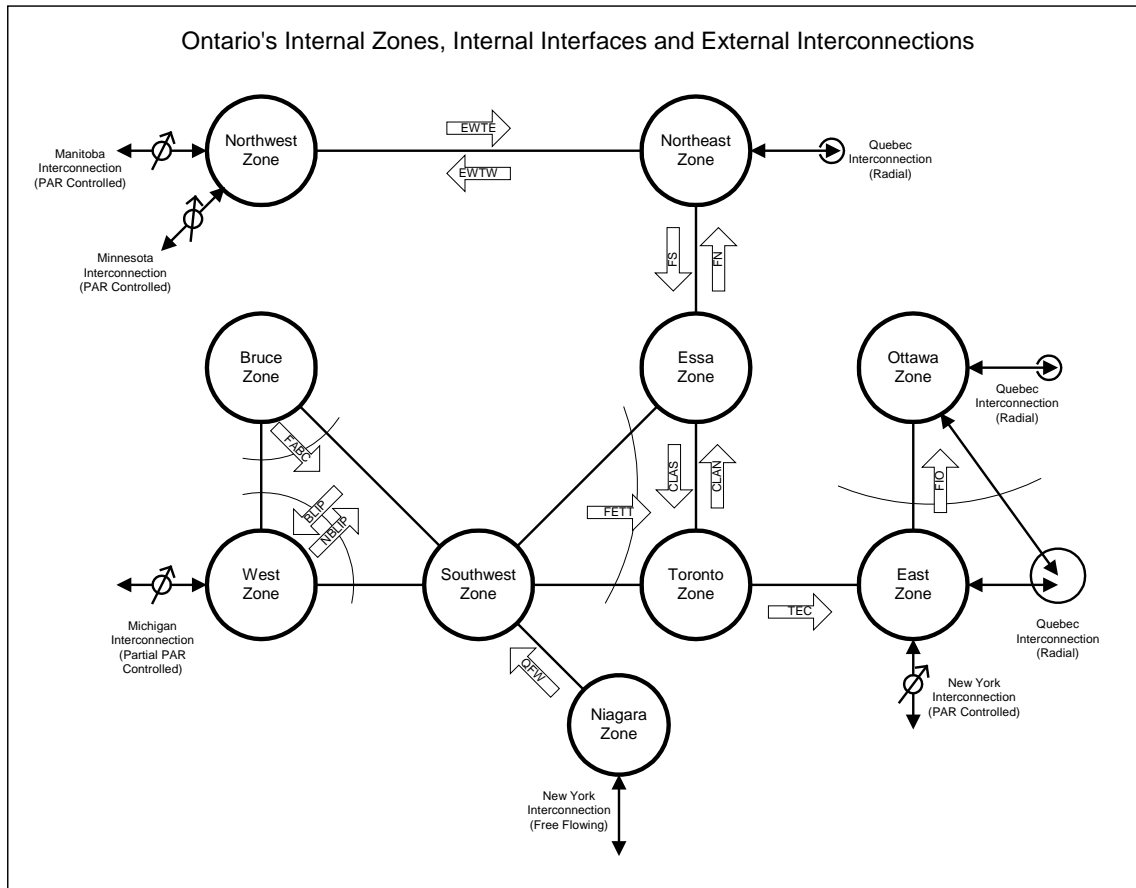 Ontario's Internal Zones, Internal Interfaces and External Interconnections
Northwest
Zone
EWTE
EWTW
Northeast
Zone
Manitoba
Interconnection
(PAR Controlled)
Quebec
Interconnection
(Radial)
Minnesota
Interconnection
(PAR Controlled)
FS
FN
Bruce
Zone
Essa
Zone
Ottawa
Zone
Quebec
Interconnection
(Radial)
FABC
CLAS
CLAN
FIO
BLIP
NBLIP
FETT
West
Zone
Southwest
Zone
Toronto
Zone
East
Zone
TEC
Michigan
Interconnection
(Partial PAR
Controlled)
Quebec
Interconnection
(Radial)
QFW
New York
Interconnection
(PAR Controlled)
Niagara
Zone
New York
Interconnection
(Free Flowing)